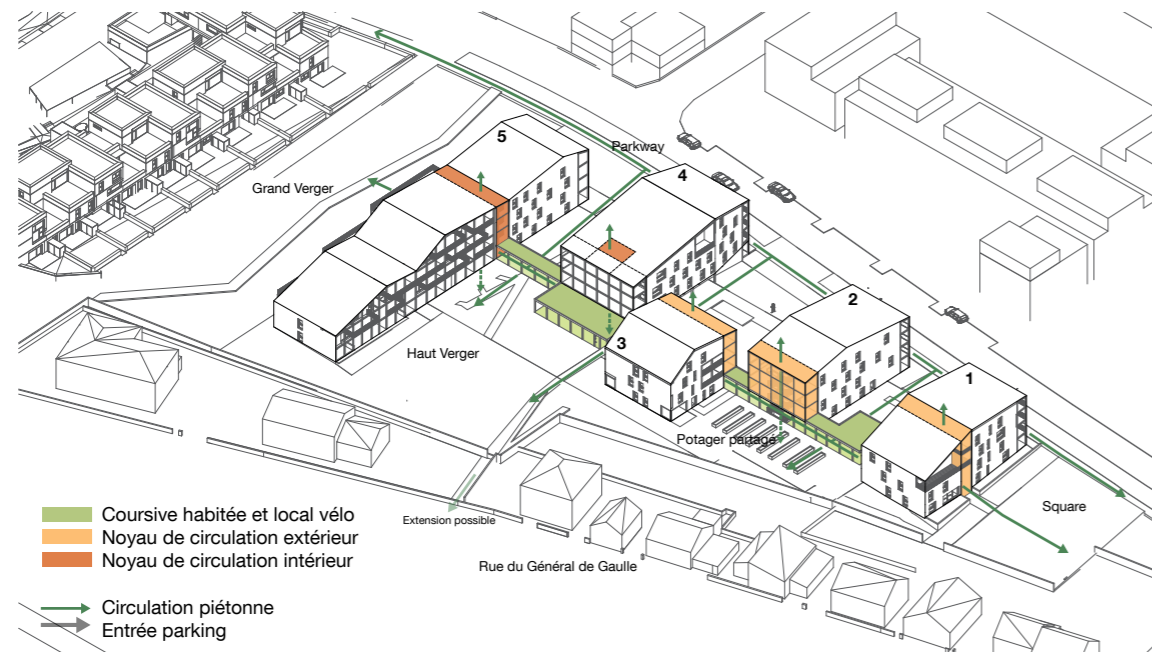 5
Parkway
4
Grand Verger
2
3
Haut Verger
1
Potager partagé
Square
Extension possible
Rue du Général de Gaulle
Coursive habitée et local vélo
Noyau de circulation extérieur
Noyau de circulation intérieur
Circulation piétonne
Entrée parking